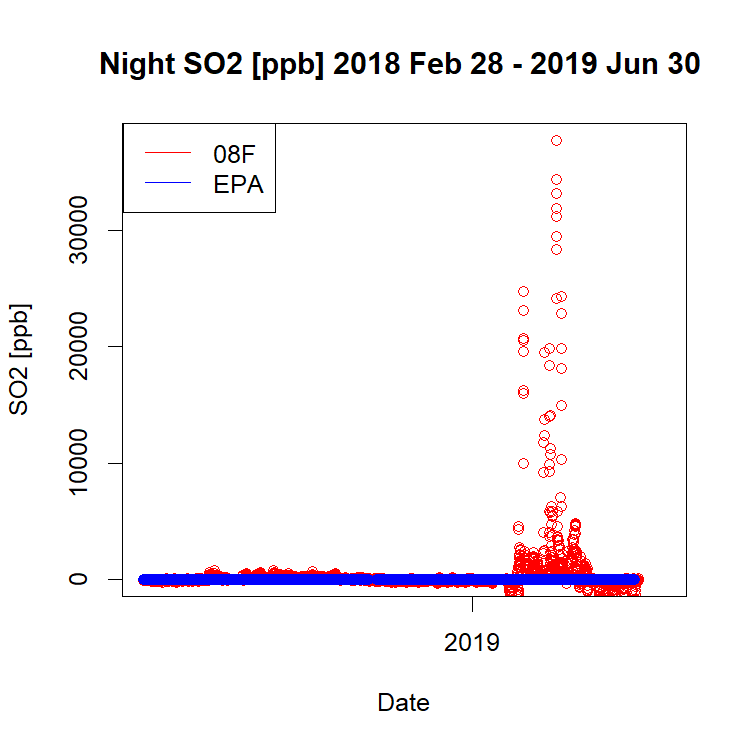 Night SO2 [ppb] 2018 Feb 28 - 2019 Jun 30
08F
EPA
SO2 [ppb]
30000
20000
10000
0
2019
Date